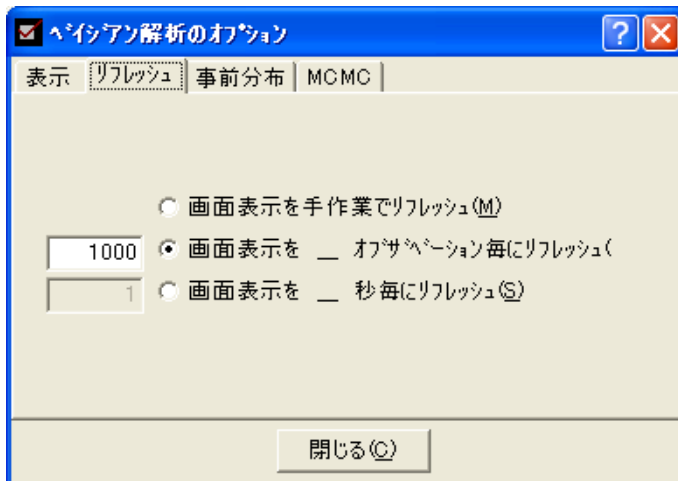 ﾍﾞｲｼﾞｱﾝ解析のｵﾌﾟｼｮﾝ
表示 ﾘﾌﾚｯｼｭ 事前分布 MCMC
画面表示を手作業でﾘﾌﾚｯｼｭ(M)
1000 画面表示を __ ｵﾌﾞｻﾞﾍﾞｰｼｮﾝ毎にﾘﾌﾚｯｼｭ(
1 画面表示を __ 秒毎にﾘﾌﾚｯｼｭ(S)
閉じる(C)